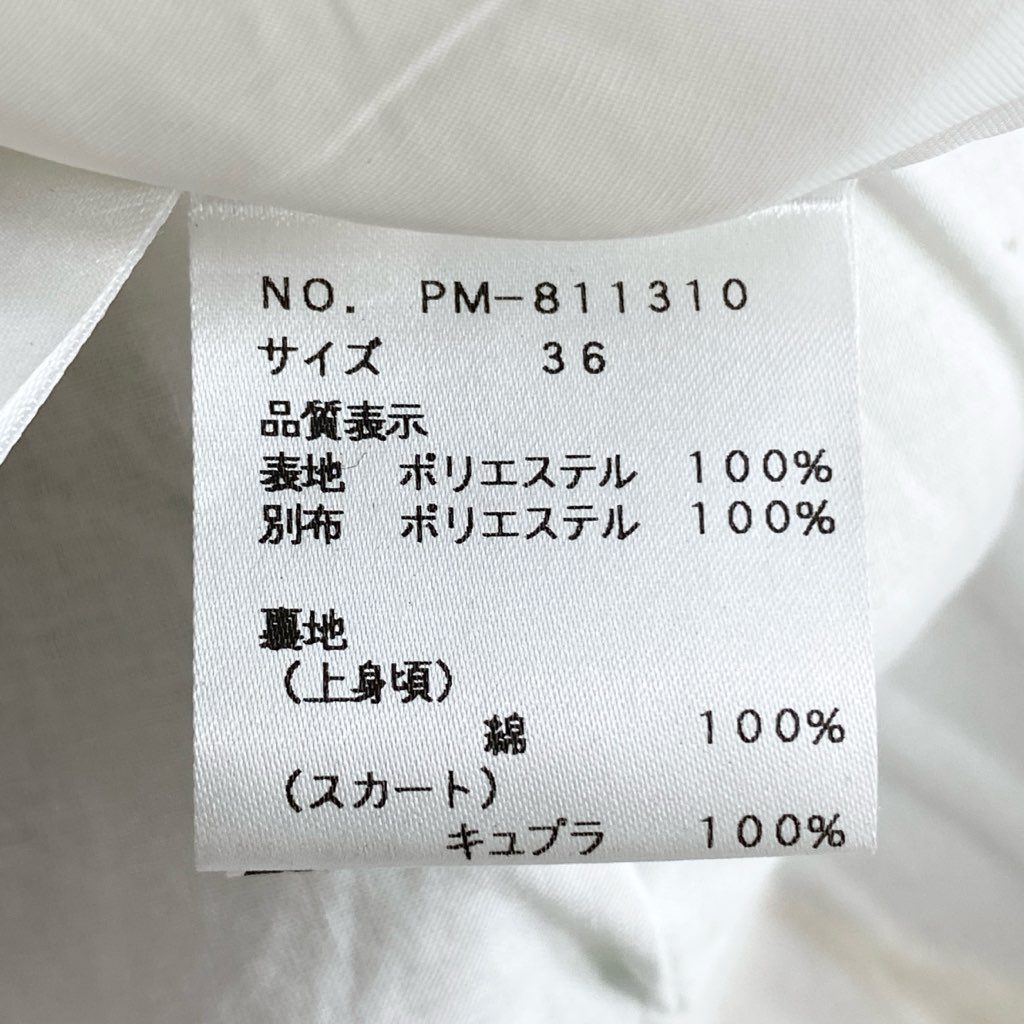 NO. PM-811310
サイズ 36
品質表示
表地 ポリエステル 100%
別布 ポリエステル 100%
裏地
(上身頃)
綿 100%
(スカート)
キュプラ 100%